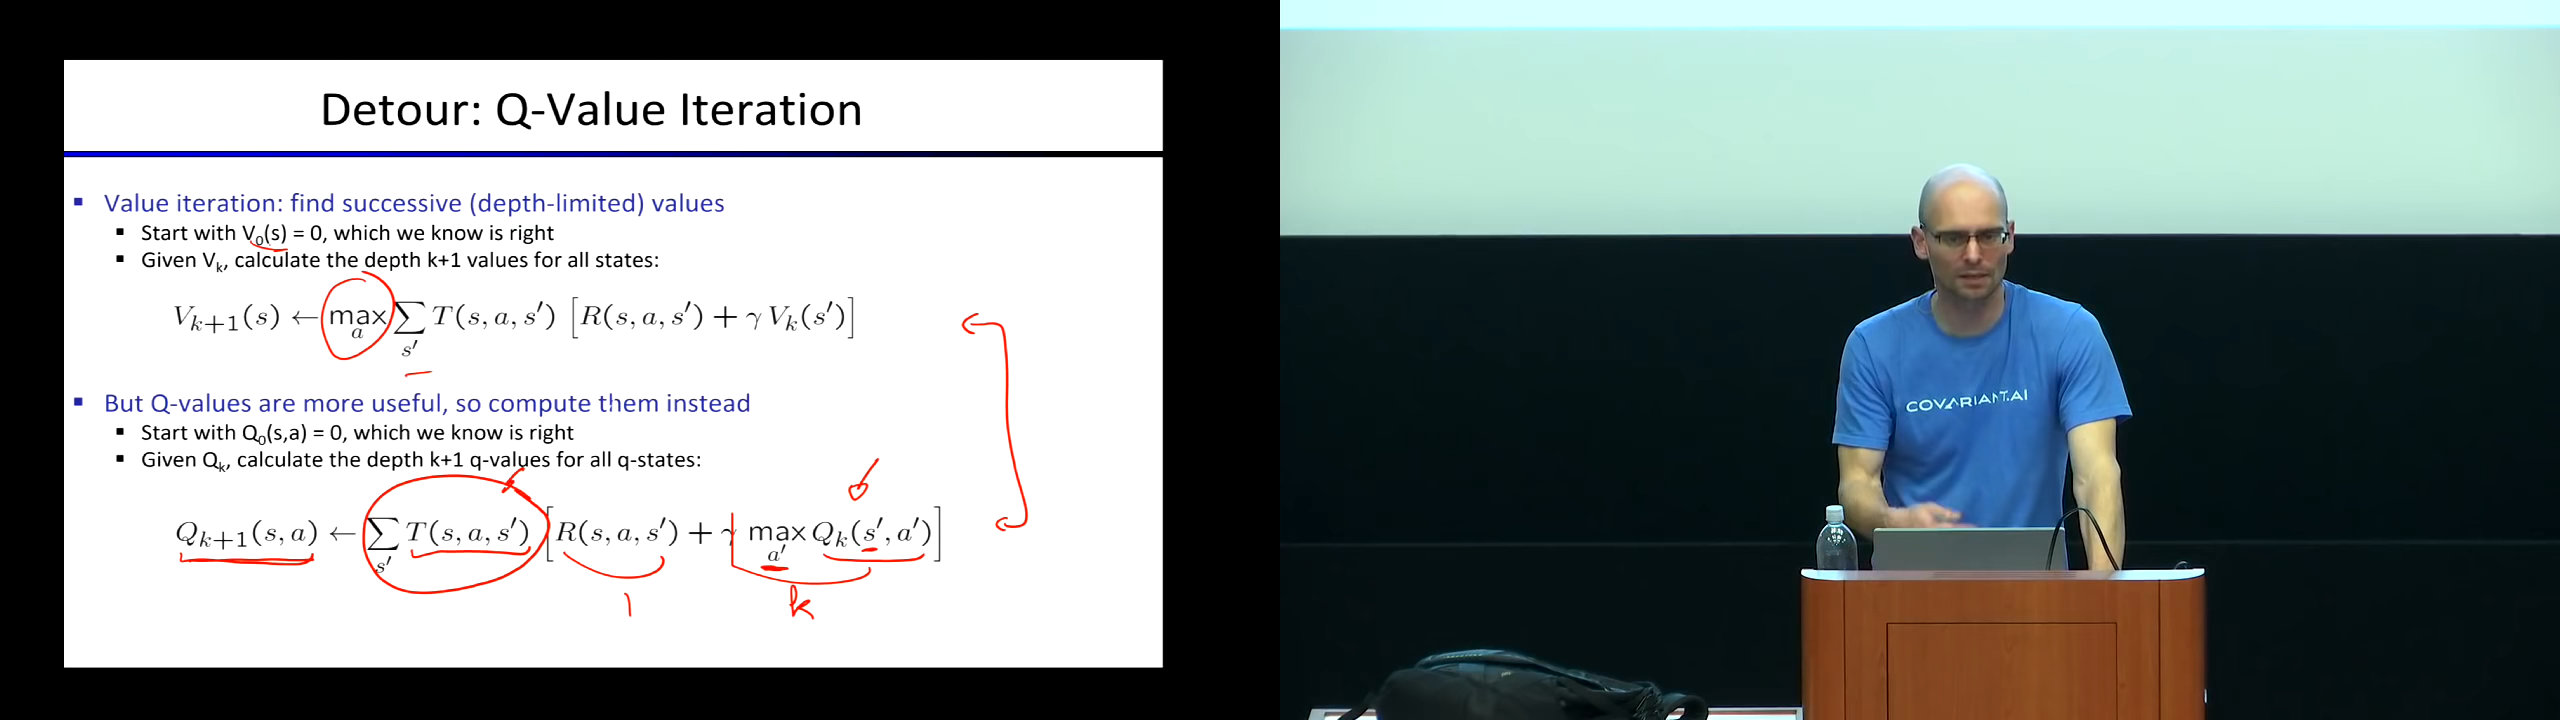 Detour: Q-Value Iteration
▪ Value iteration: find successive (depth-limited) values
▪ Start with V₀(s) = 0, which we know is right
▪ Given Vₖ, calculate the depth k+1 values for all states:
Vₖ₊₁(s) ← max_a ∑_s′ T(s, a, s′) [R(s, a, s′) + γ Vₖ(s′)]
▪ But Q-values are more useful, so compute them instead
▪ Start with Q₀(s,a) = 0, which we know is right
▪ Given Qₖ, calculate the depth k+1 q-values for all q-states:
Qₖ₊₁(s, a) ← ∑_s′ T(s, a, s′) [R(s, a, s′) + γ max_a′ Qₖ(s′, a′)]
1 k
COVARIANT.AI